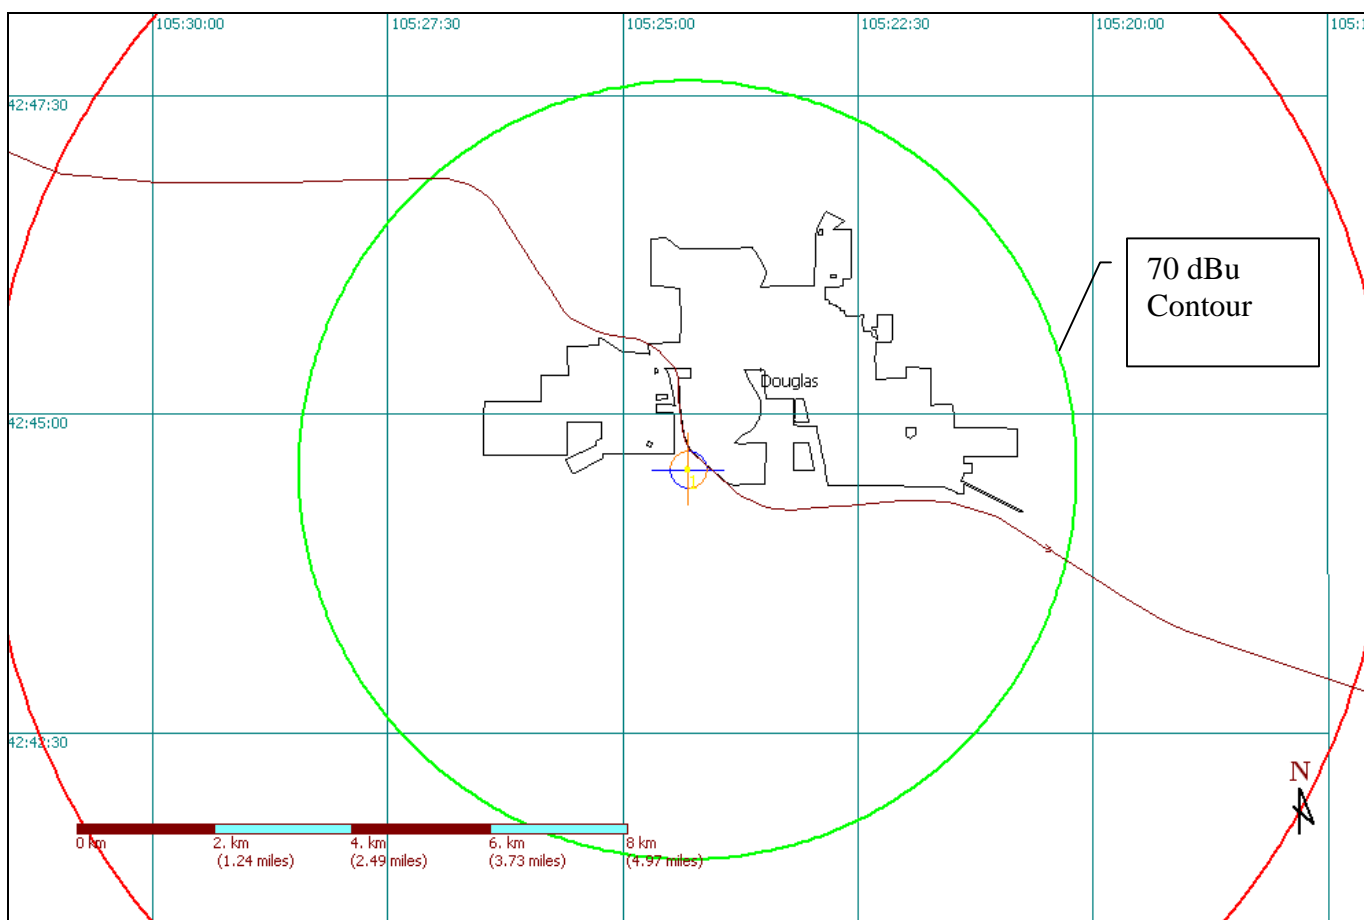 105:30:00
105:27:30
105:25:00
105:22:30
105:20:00
42:47:30
70 dBu
Contour
Douglas
42:45:00
42:42:30
N
0 km
2. km
4. km
6. km
8 km
(1.24 miles)
(2.49 miles)
(3.73 miles)
(4.97 miles)